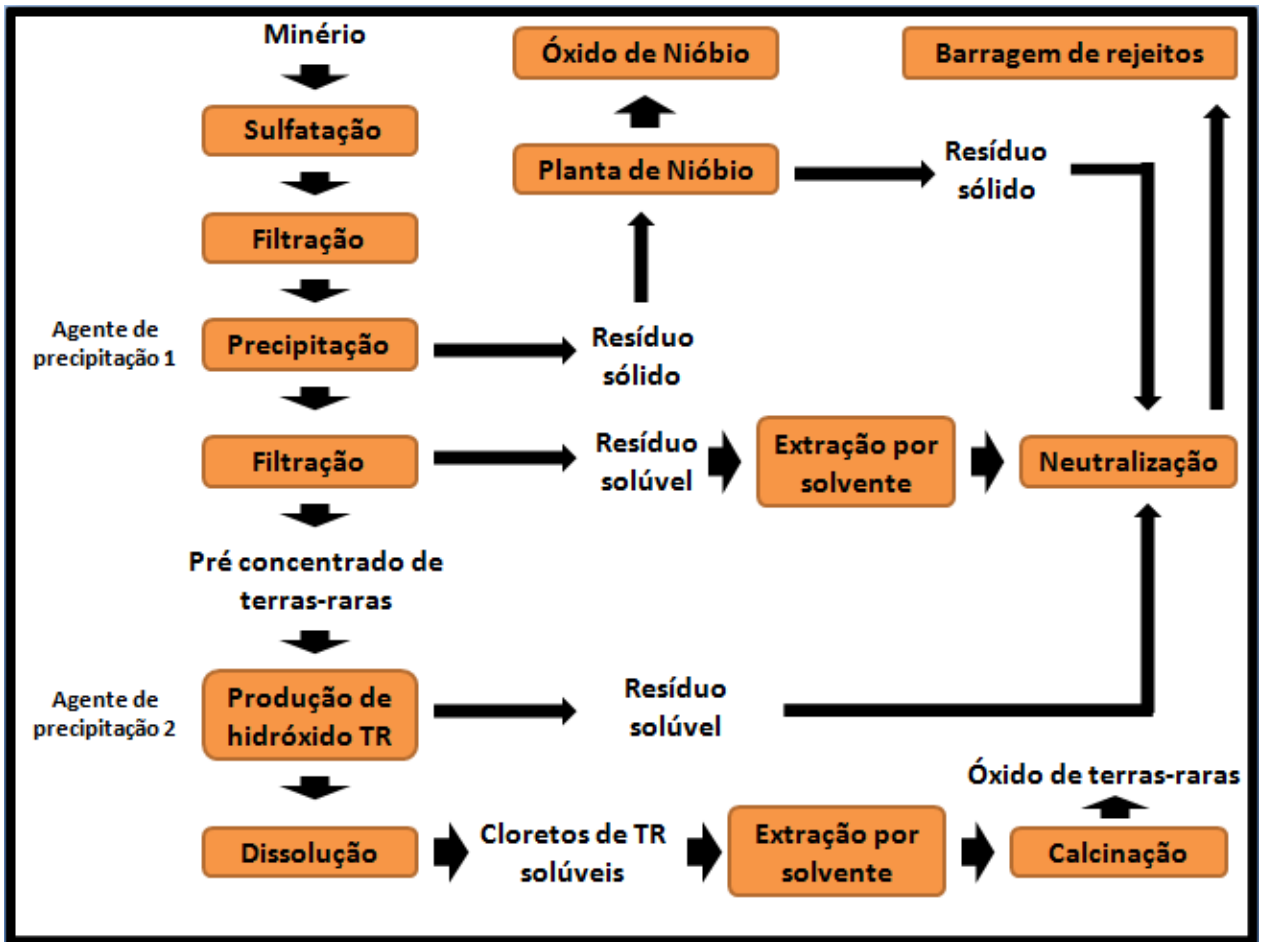 Minério
Óxido de Nióbio
Barragem de rejeitos
Sulfatação
Planta de Nióbio
Resíduo
sólido
Filtração
Agente de
precipitação 1
Precipitação
Resíduo
sólido
Filtração
Resíduo
solúvel
Extração por
solvente
Neutralização
Pré concentrado de
terras-raras
Agente de
precipitação 2
Produção de
hidróxido TR
Resíduo
solúvel
Óxido de terras-raras
Dissolução
Cloretos de TR
solúveis
Extração por
solvente
Calcinação